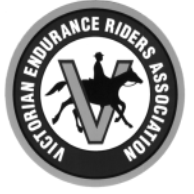 VICTORIAN ENDURANCE RIDERS ASSOCIATION
V